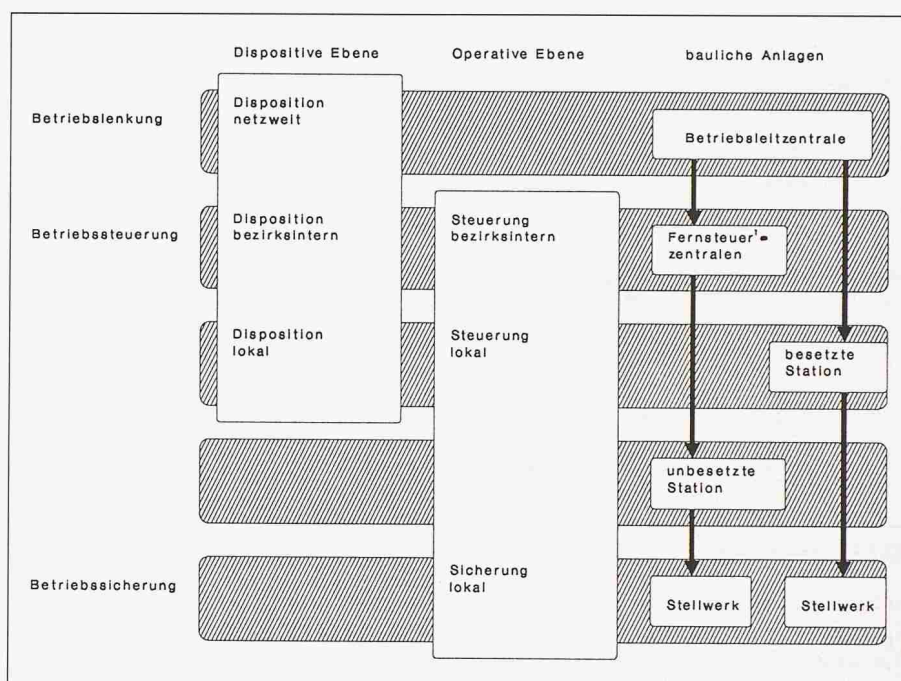 Dispositive Ebene
Operative Ebene
bauliche Anlagen
Betriebslenkung
Disposition
netzweit
Betriebsleitzentrale
Betriebssteuerung
Disposition
bezirksintern
Steuerung
bezirksintern
Fernsteuer-
zentralen
Disposition
lokal
Steuerung
lokal
besetzte
Station
unbesetzte
Station
Betriebssicherung
Sicherung
lokal
Stellwerk
Stellwerk